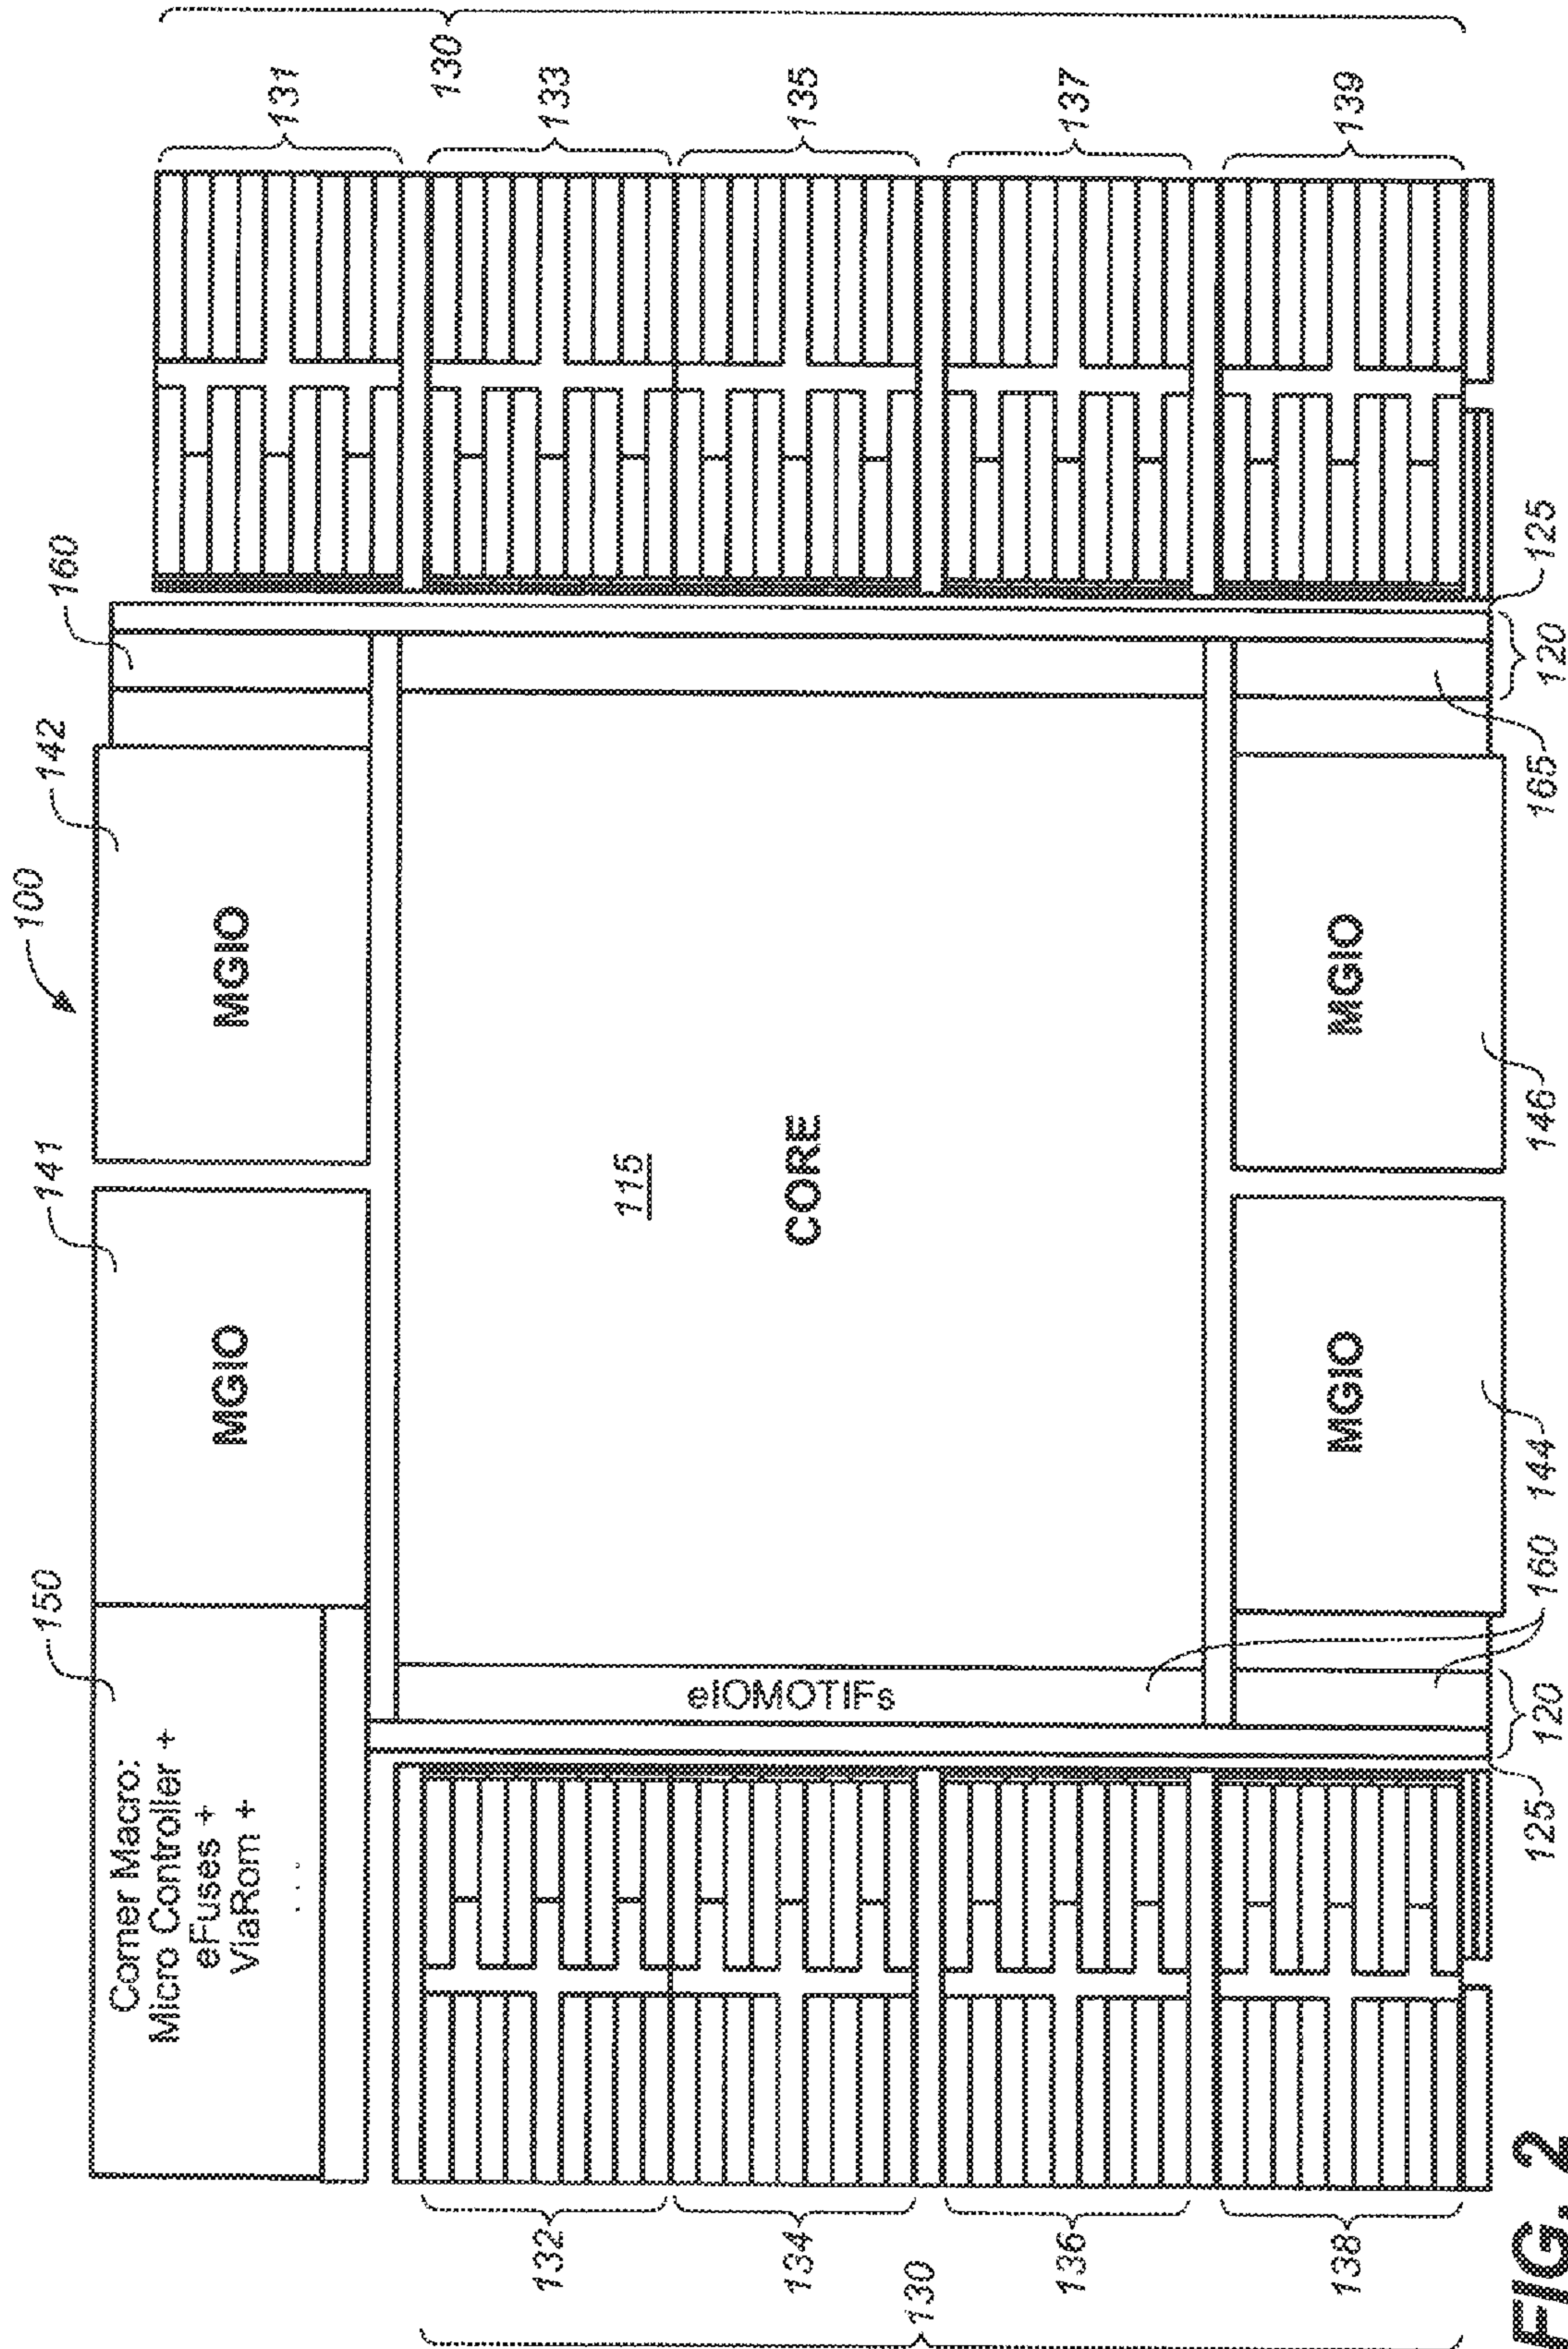 150
141
100
142
160
Corner Macro:
Micro Controller +
eFuses +
ViaRom +
...
MGIO
MGIO
131
130
133
135
137
139
132
134
130
136
138
115
CORE
eIOMOTIFs
MGIO
MGIO
125
120
160
144
146
165
120
125
FIG. 2